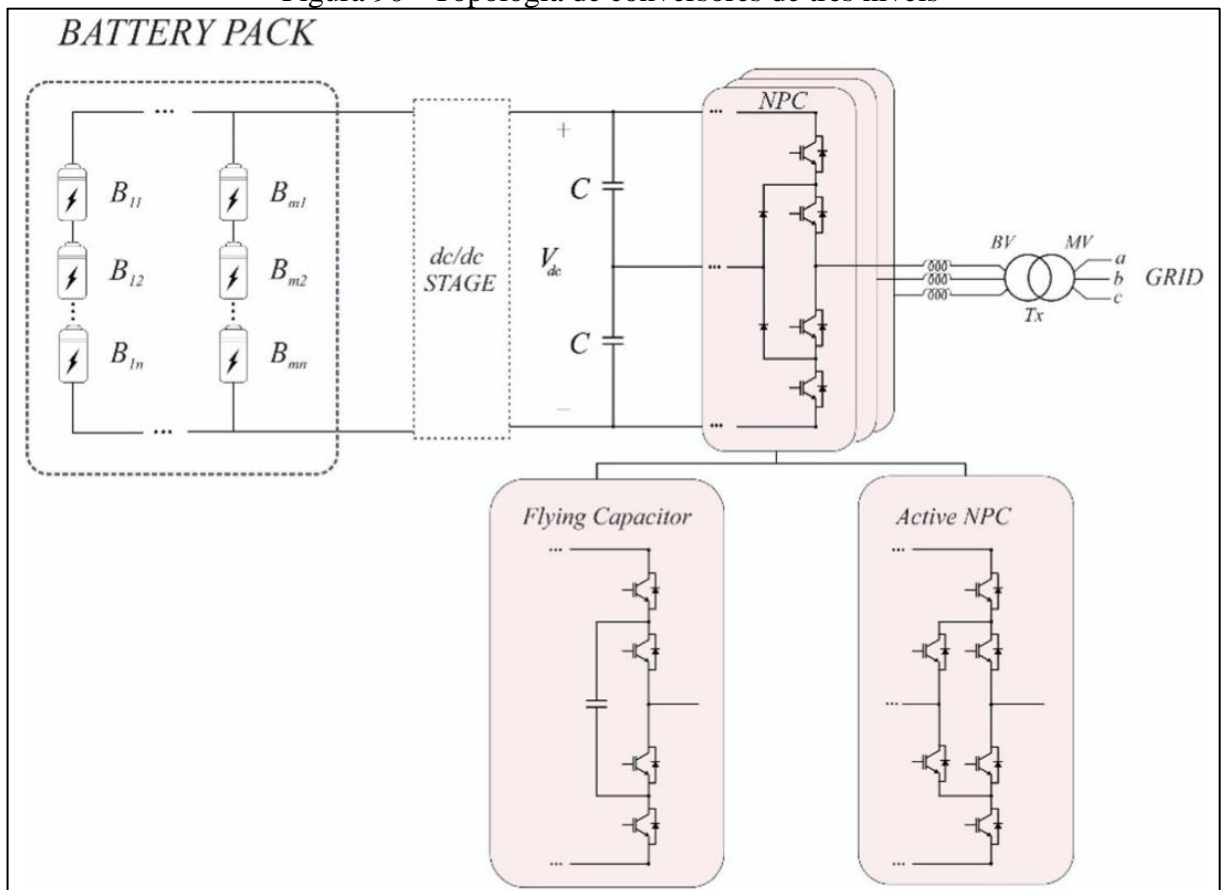 Figura 90 – Topologia de conversores de três níveis
BATTERY PACK
...
NPC
...
B11
Bm1
+
C
B12
Bm2
dc/dc
STAGE
Vdc
...
BV
MV
a
b
c
GRID
Tx
B1n
Bmn
C
–
...
...
Flying Capacitor
Active NPC
...
...
...
...
...